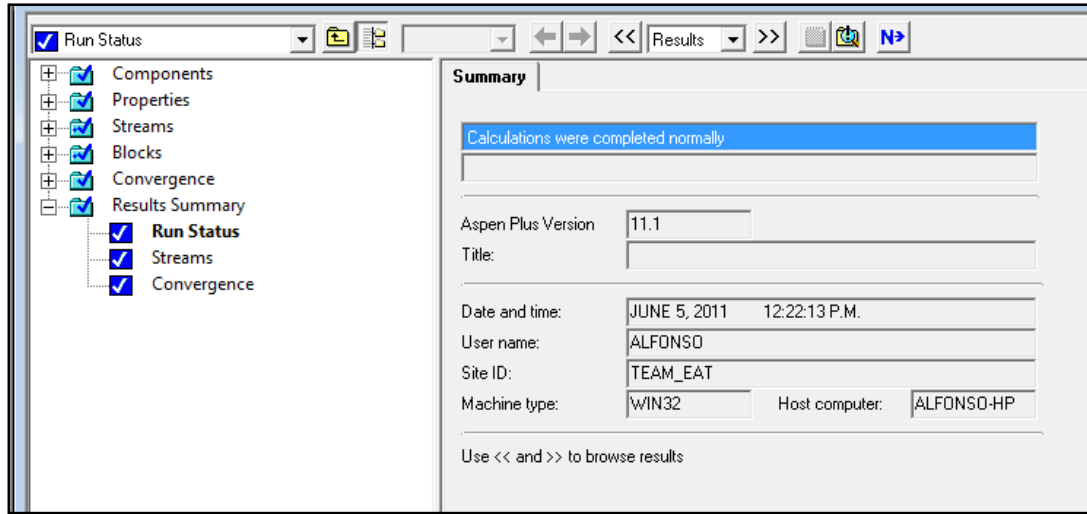 Run Status << Results >> N→
Components
Properties
Streams
Blocks
Convergence
Results Summary
Run Status
Streams
Convergence
Summary
Calculations were completed normally
Aspen Plus Version 11.1
Title:
Date and time: JUNE 5, 2011 12:22:13 P.M.
User name: ALFONSO
Site ID: TEAM_EAT
Machine type: WIN32 Host computer: ALFONSO-HP
Use << and >> to browse results